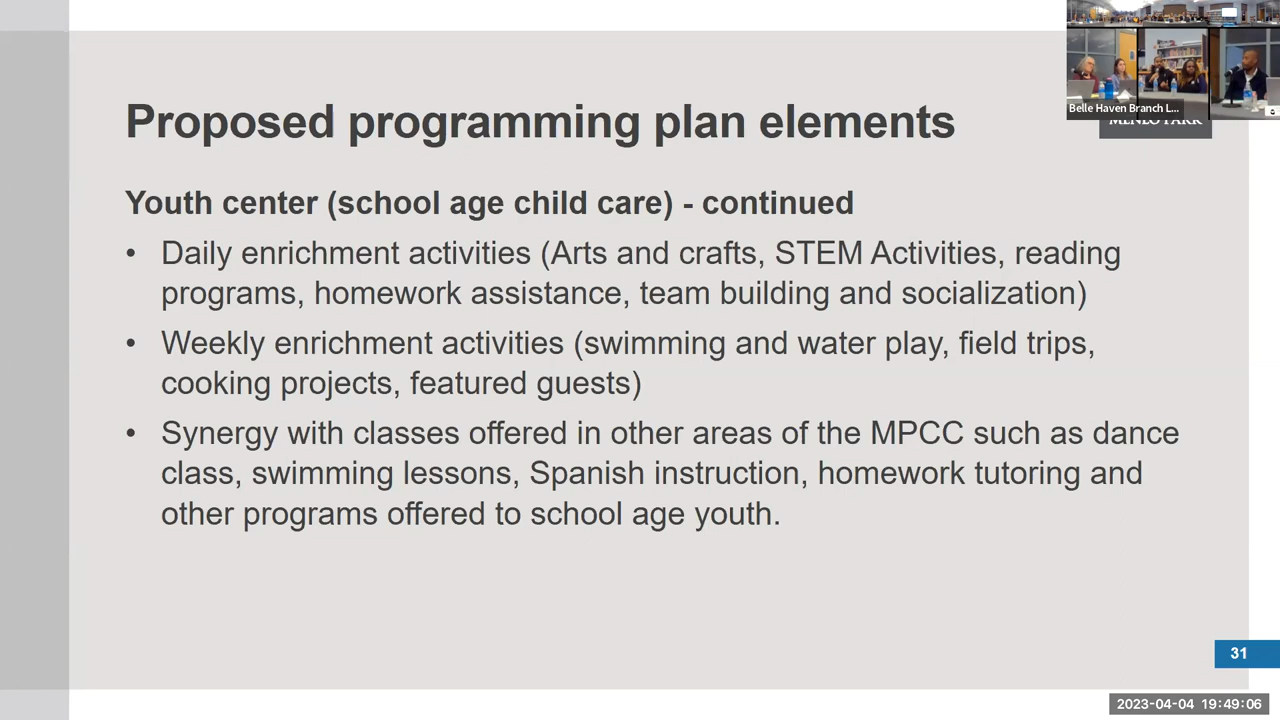 Proposed programming plan elements
Belle Haven Branch L...
MENLO PARK
Youth center (school age child care) - continued
• Daily enrichment activities (Arts and crafts, STEM Activities, reading
programs, homework assistance, team building and socialization)
• Weekly enrichment activities (swimming and water play, field trips,
cooking projects, featured guests)
• Synergy with classes offered in other areas of the MPCC such as dance
class, swimming lessons, Spanish instruction, homework tutoring and
other programs offered to school age youth.
31
2023-04-04 19:49:06